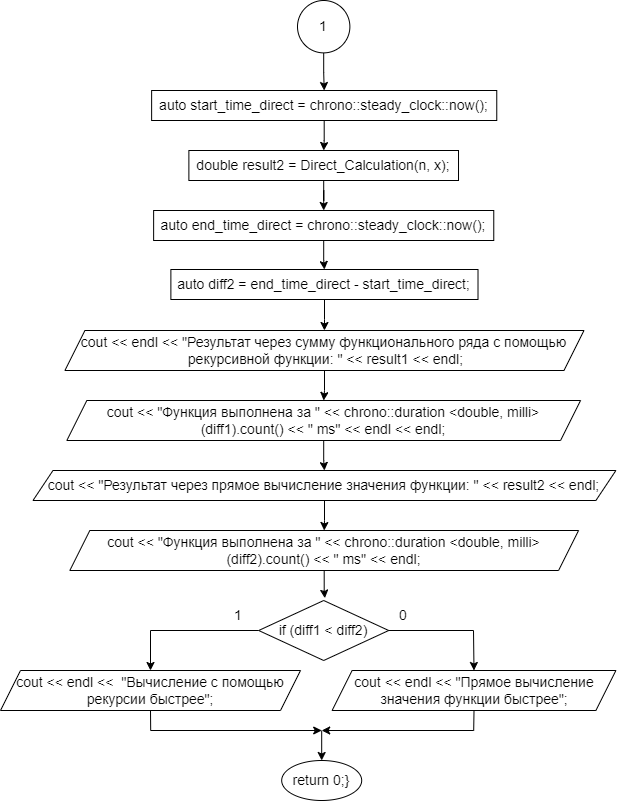 1
auto start_time_direct = chrono::steady_clock::now();
double result2 = Direct_Calculation(n, x);
auto end_time_direct = chrono::steady_clock::now();
auto diff2 = end_time_direct - start_time_direct;
cout << endl << "Результат через сумму функционального ряда с помощью
рекурсивной функции: " << result1 << endl;
cout << "Функция выполнена за " << chrono::duration <double, milli>
(diff1).count() << " ms" << endl << endl;
cout << "Результат через прямое вычисление значения функции: " << result2 << endl;
cout << "Функция выполнена за " << chrono::duration <double, milli>
(diff2).count() << " ms" << endl;
1
if (diff1 < diff2)
0
cout << endl << "Вычисление с помощью
рекурсии быстрее";
cout << endl << "Прямое вычисление
значения функции быстрее";
return 0;}